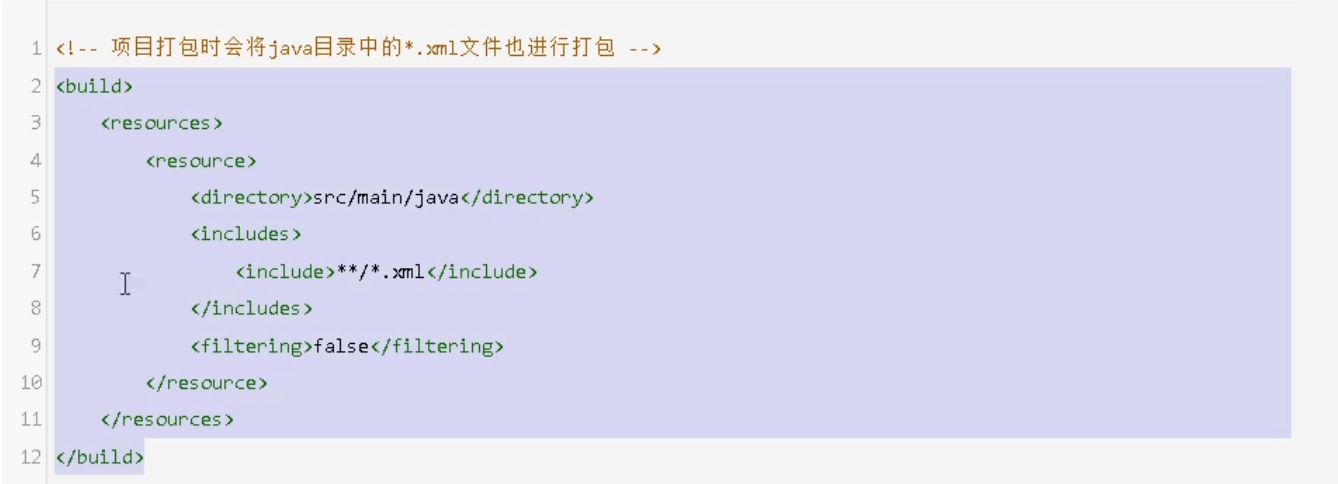 1 <!-- 项目打包时会将java目录中的*.xml文件也进行打包 -->
2 <build>
3     <resources>
4         <resource>
5             <directory>src/main/java</directory>
6             <includes>
7                 <include>**/*.xml</include>
8             </includes>
9             <filtering>false</filtering>
10         </resource>
11     </resources>
12 </build>